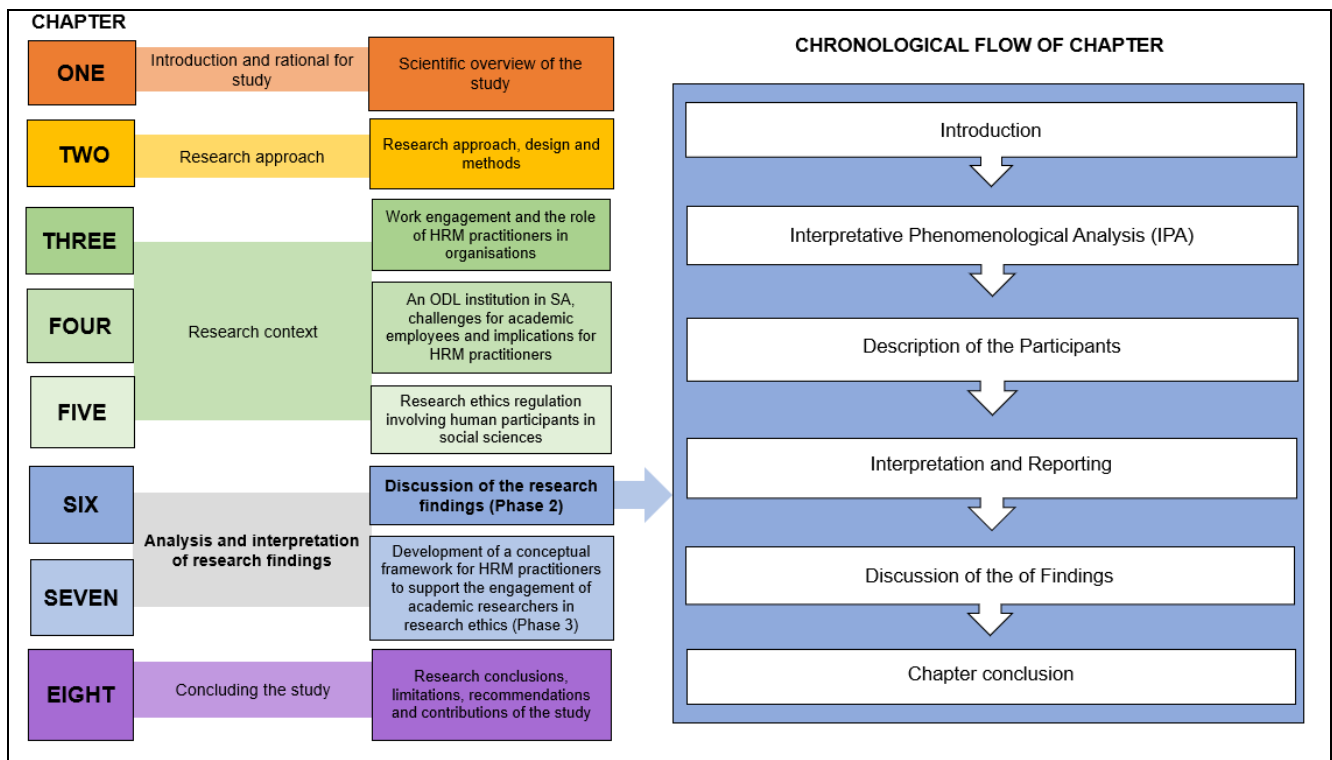 CHAPTER
ONE
Introduction and rational for
study
Scientific overview of the
study
TWO
Research approach
Research approach, design and
methods
THREE
FOUR
FIVE
Research context
Work engagement and the role
of HRM practitioners in
organisations
An ODL institution in SA,
challenges for academic
employees and implications for
HRM practitioners
Research ethics regulation
involving human participants in
social sciences
SIX
SEVEN
Analysis and interpretation
of research findings
Discussion of the research
findings (Phase 2)
Development of a conceptual
framework for HRM practitioners
to support the engagement of
academic researchers in
research ethics (Phase 3)
EIGHT
Concluding the study
Research conclusions,
limitations, recommendations
and contributions of the study
CHRONOLOGICAL FLOW OF CHAPTER
Introduction
Interpretative Phenomenological Analysis (IPA)
Description of the Participants
Interpretation and Reporting
Discussion of the of Findings
Chapter conclusion